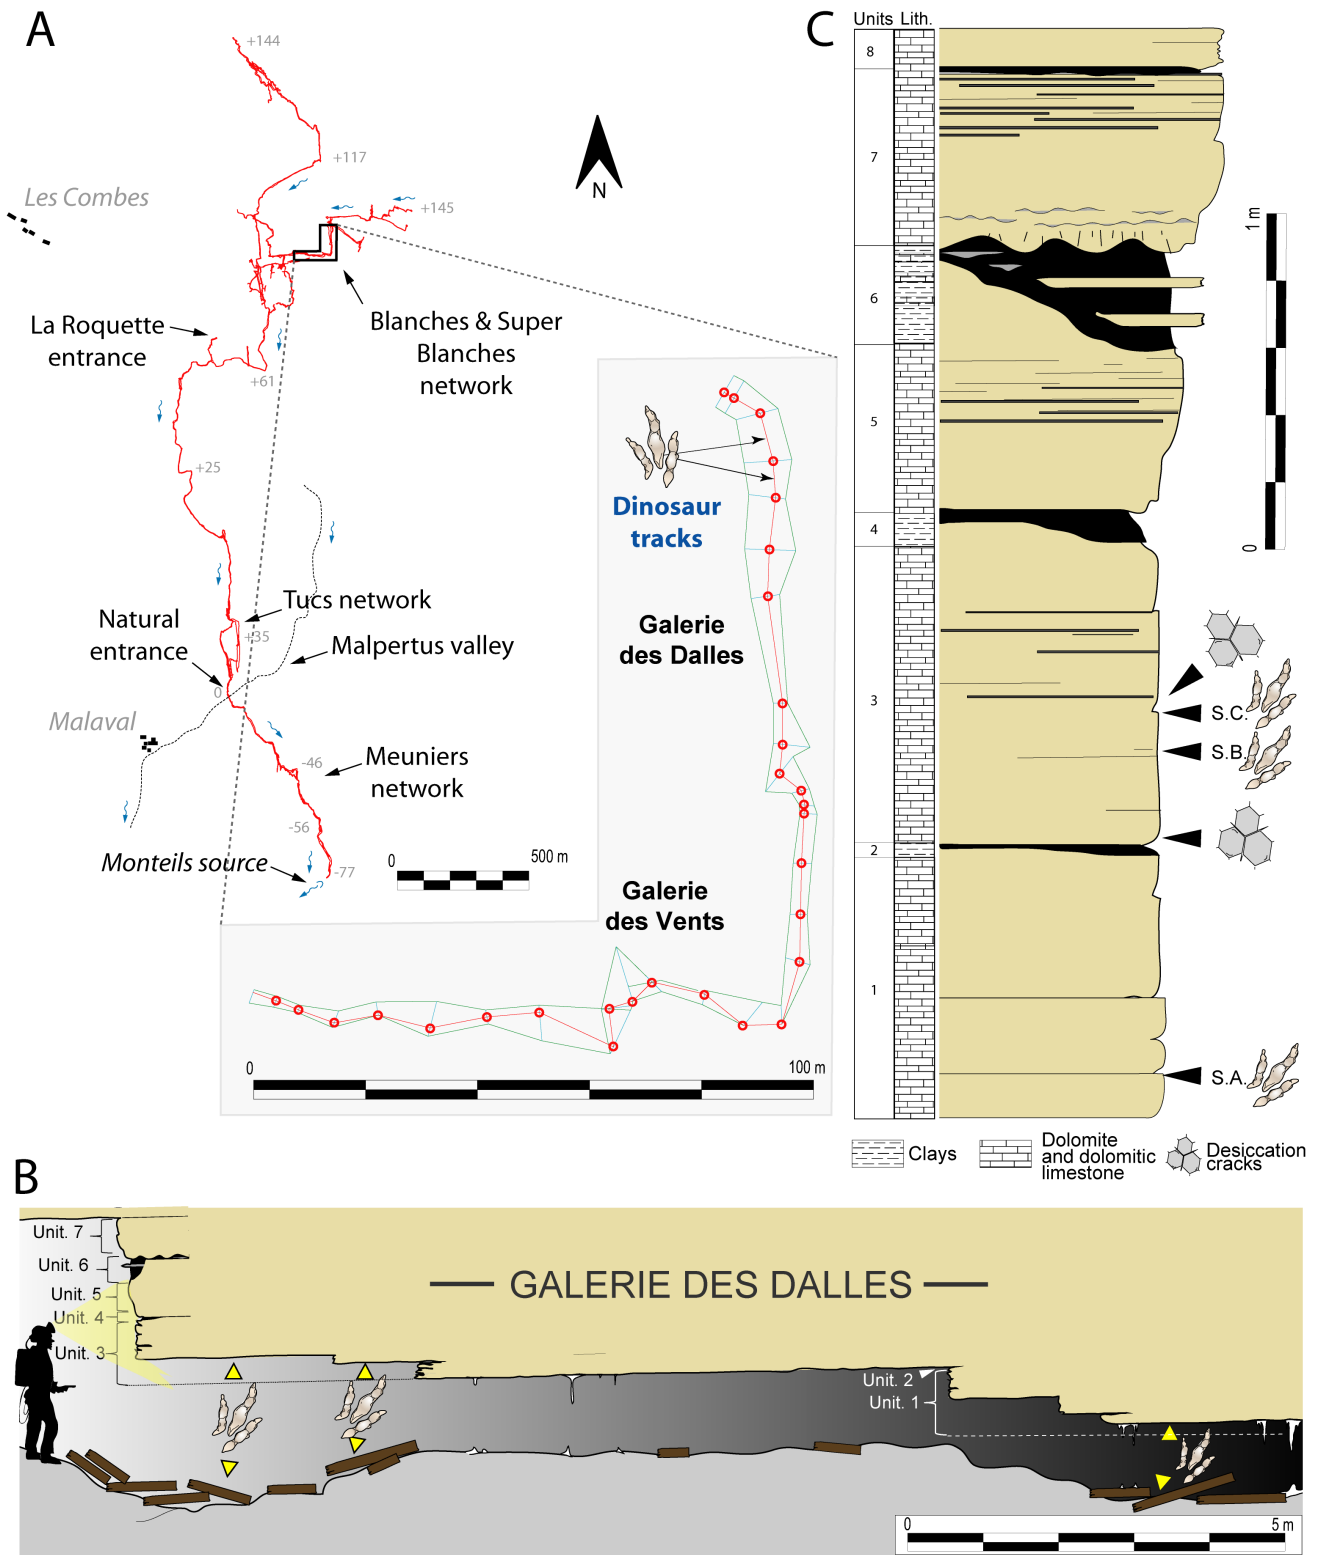 A
+144
+117
Les Combes
+145
N
La Roquette
entrance
Blanches & Super
Blanches
network
+61
+25
Dinosaur
tracks
Galerie
des Dalles
Tucs network
Natural
entrance
+35
Malpertus valley
0
Malaval
Meuniers
network
-46
-56
Monteils source
-77
0
500 m
Galerie
des Vents
0
100 m
C
Units Lith.
8
7
6
5
4
3
2
1
1 m
0
S.C.
S.B.
S.A.
Clays
Dolomite
and dolomitic
limestone
Desiccation
cracks
B
Unit. 7
Unit. 6
Unit. 5
Unit. 4
Unit. 3
GALERIE DES DALLES
Unit. 2
Unit. 1
0
5 m